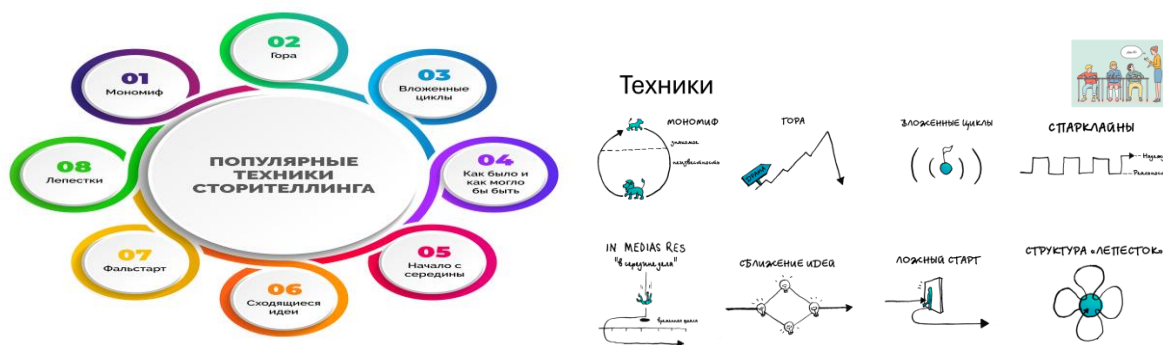 01
Мономиф
02
Гора
03
Вложенные
циклы
04
Как было и
как могло
бы быть
05
Начало с
середины
06
Сходящиеся
идеи
07
Фальстарт
08
Лепестки
ПОПУЛЯРНЫЕ
ТЕХНИКИ
СТОРИТЕЛЛИНГА
Техники
МОНОМИФ
неизвестность
ГОРА
ДРАМА
ВЛОЖЕННЫЕ ЦИКЛЫ
СПАРКЛАЙНЫ
IN MEDIAS RES
"в середине дела"
СБЛИЖЕНИЕ ИДЕЙ
ЛОЖНЫЙ СТАРТ
СТРУКТУРА «ЛЕПЕСТОК»